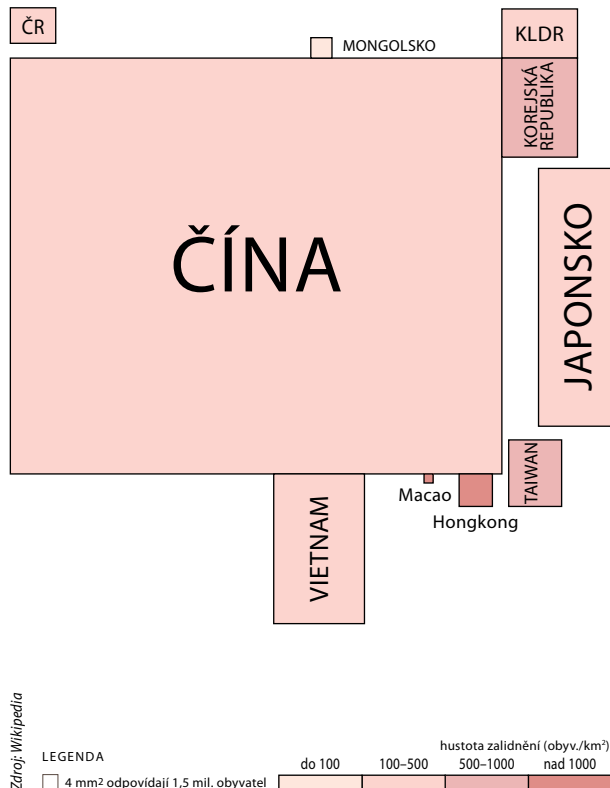 ČR
MONGOLSKO
KLDR
KOREJSKÁ
REPUBLIKA
ČÍNA
JAPONSKO
TAIWAN
Macao
Hongkong
VIETNAM
Zdroj: Wikipedia
LEGENDA
4 mm2 odpovídají 1,5 mil. obyvatel
hustota zalidnění (obyv./km²)
do 100 100–500 500–1000 nad 1000